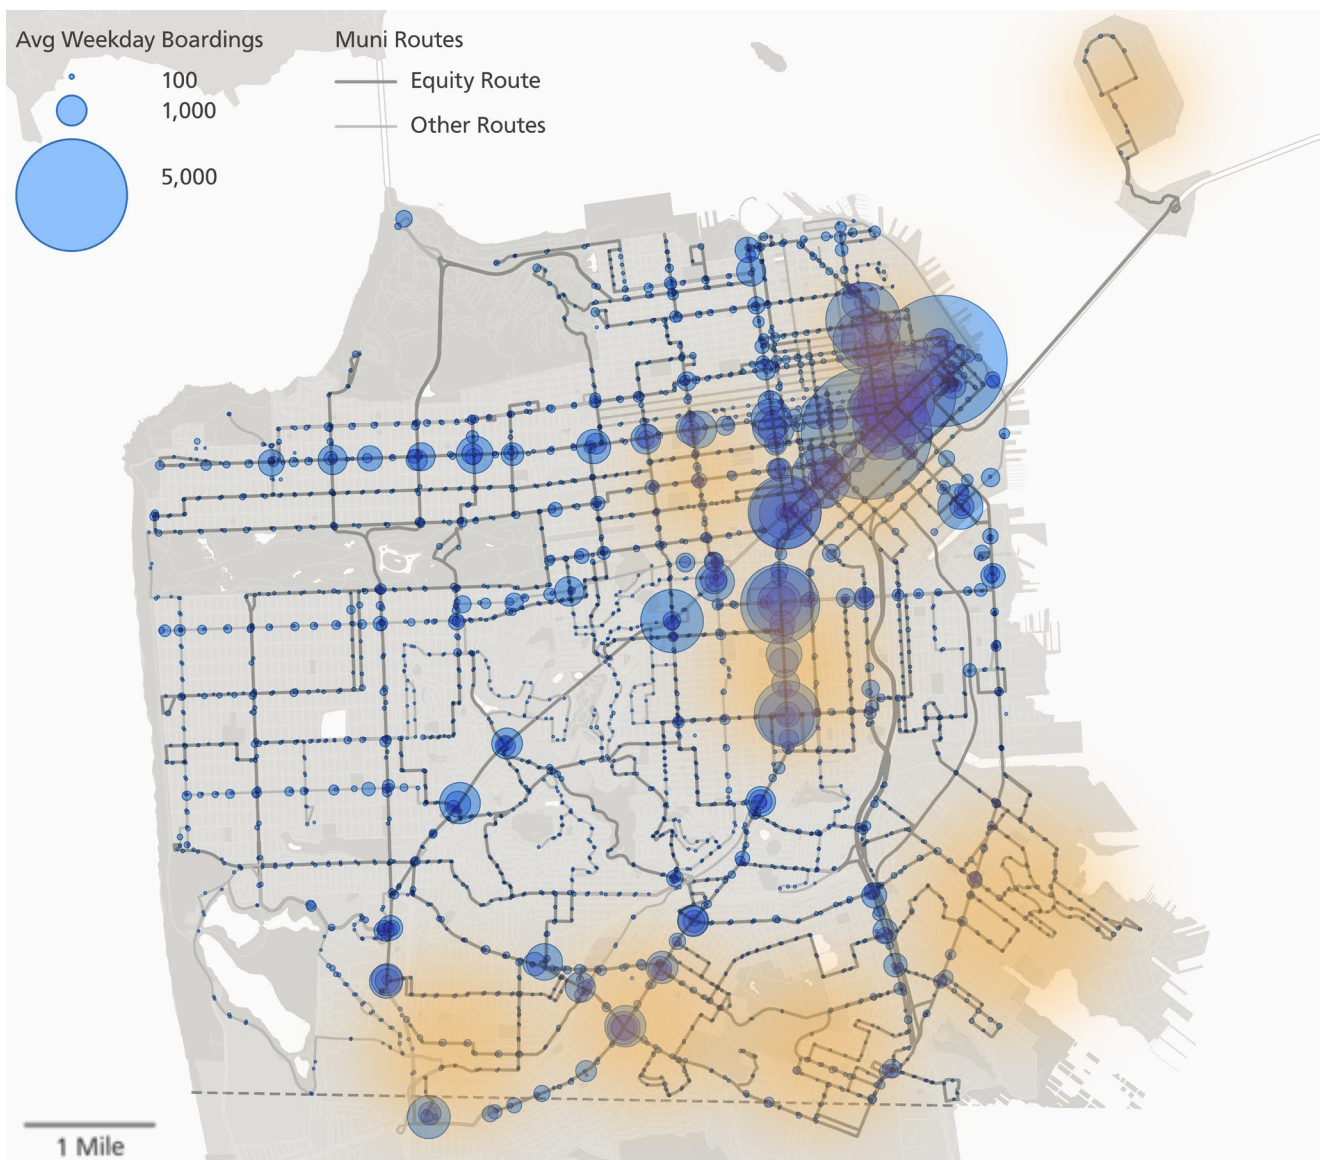 Avg Weekday Boardings
100
1,000
5,000
Muni Routes
Equity Route
Other Routes
1 Mile